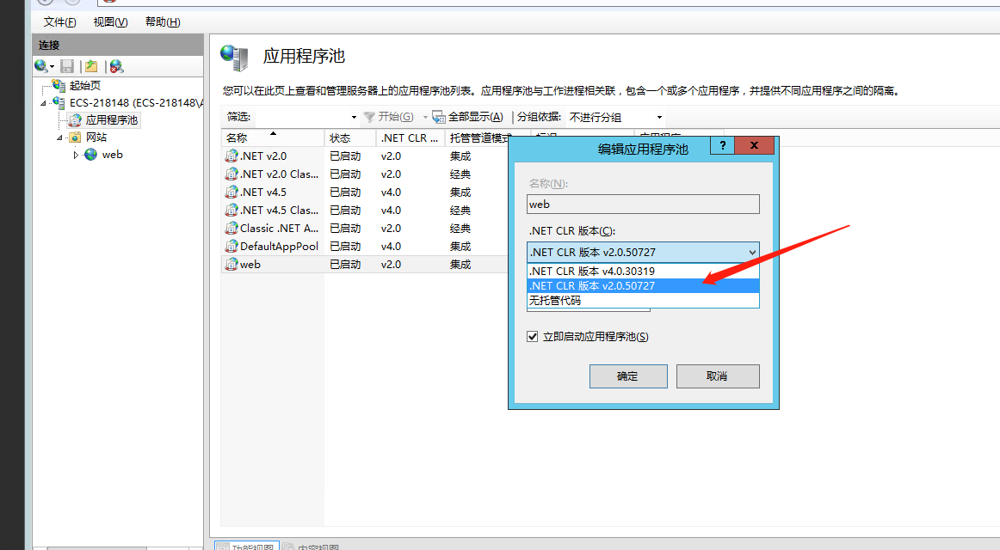 文件(F) 视图(V) 帮助(H)
连接
起始页
ECS-218148 (ECS-218148\A
应用程序池
网站
web
应用程序池
您可以在此页上查看和管理服务器上的应用程序池列表。应用程序池与工作进程相关联，包含一个或多个应用程序，并提供不同应用程序之间的隔离。
筛选: 开始(G) 全部显示(A) 分组依据: 不进行分组
名称 状态 .NET CLR ... 托管管道模式
.NET v2.0 已启动 v2.0 集成
.NET v2.0 Clas... 已启动 v2.0 经典
.NET v4.5 已启动 v4.0 集成
.NET v4.5 Clas... 已启动 v4.0 经典
Classic .NET A... 已启动 v2.0 经典
DefaultAppPool 已启动 v4.0 集成
web 已启动 v2.0 集成
编辑应用程序池 ? x
名称(N):
web
.NET CLR 版本(C):
.NET CLR 版本 v2.0.50727
.NET CLR 版本 v4.0.30319
.NET CLR 版本 v2.0.50727
无托管代码
立即启动应用程序池(S)
确定 取消
功能视图 内容视图